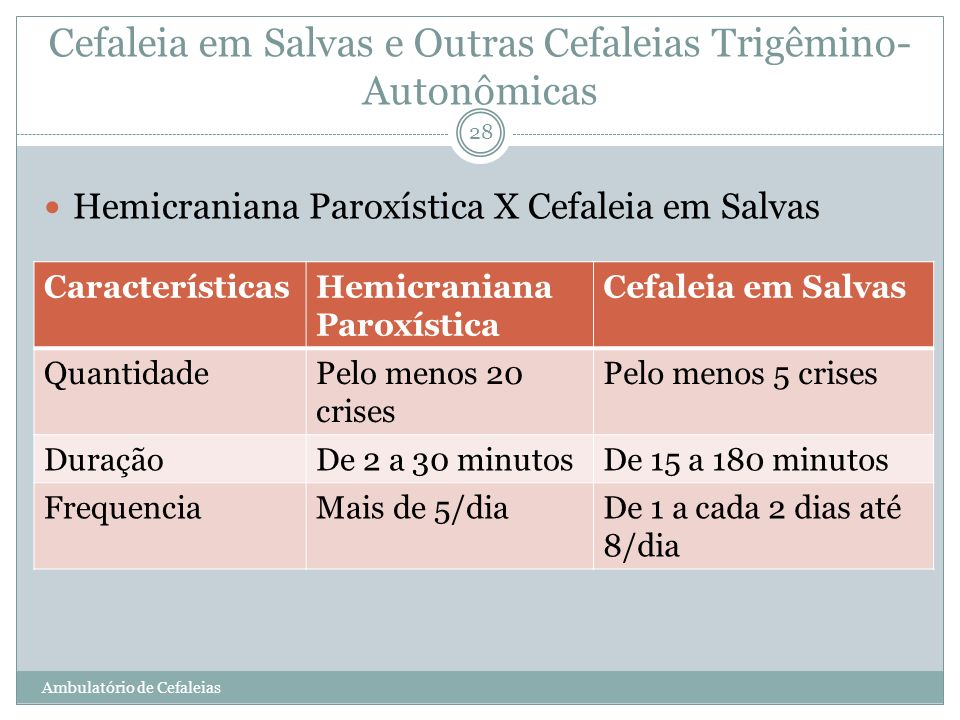 Cefaleia em Salvas e Outras Cefaleias Trigêmino-
Autonômicas
28
Hemicraniana Paroxística X Cefaleia em Salvas
Características
Hemicraniana
Paroxística
Cefaleia em Salvas
Quantidade
Pelo menos 20
crises
Pelo menos 5 crises
Duração
De 2 a 30 minutos
De 15 a 180 minutos
Frequencia
Mais de 5/dia
De 1 a cada 2 dias até
8/dia
Ambulatório de Cefaleias